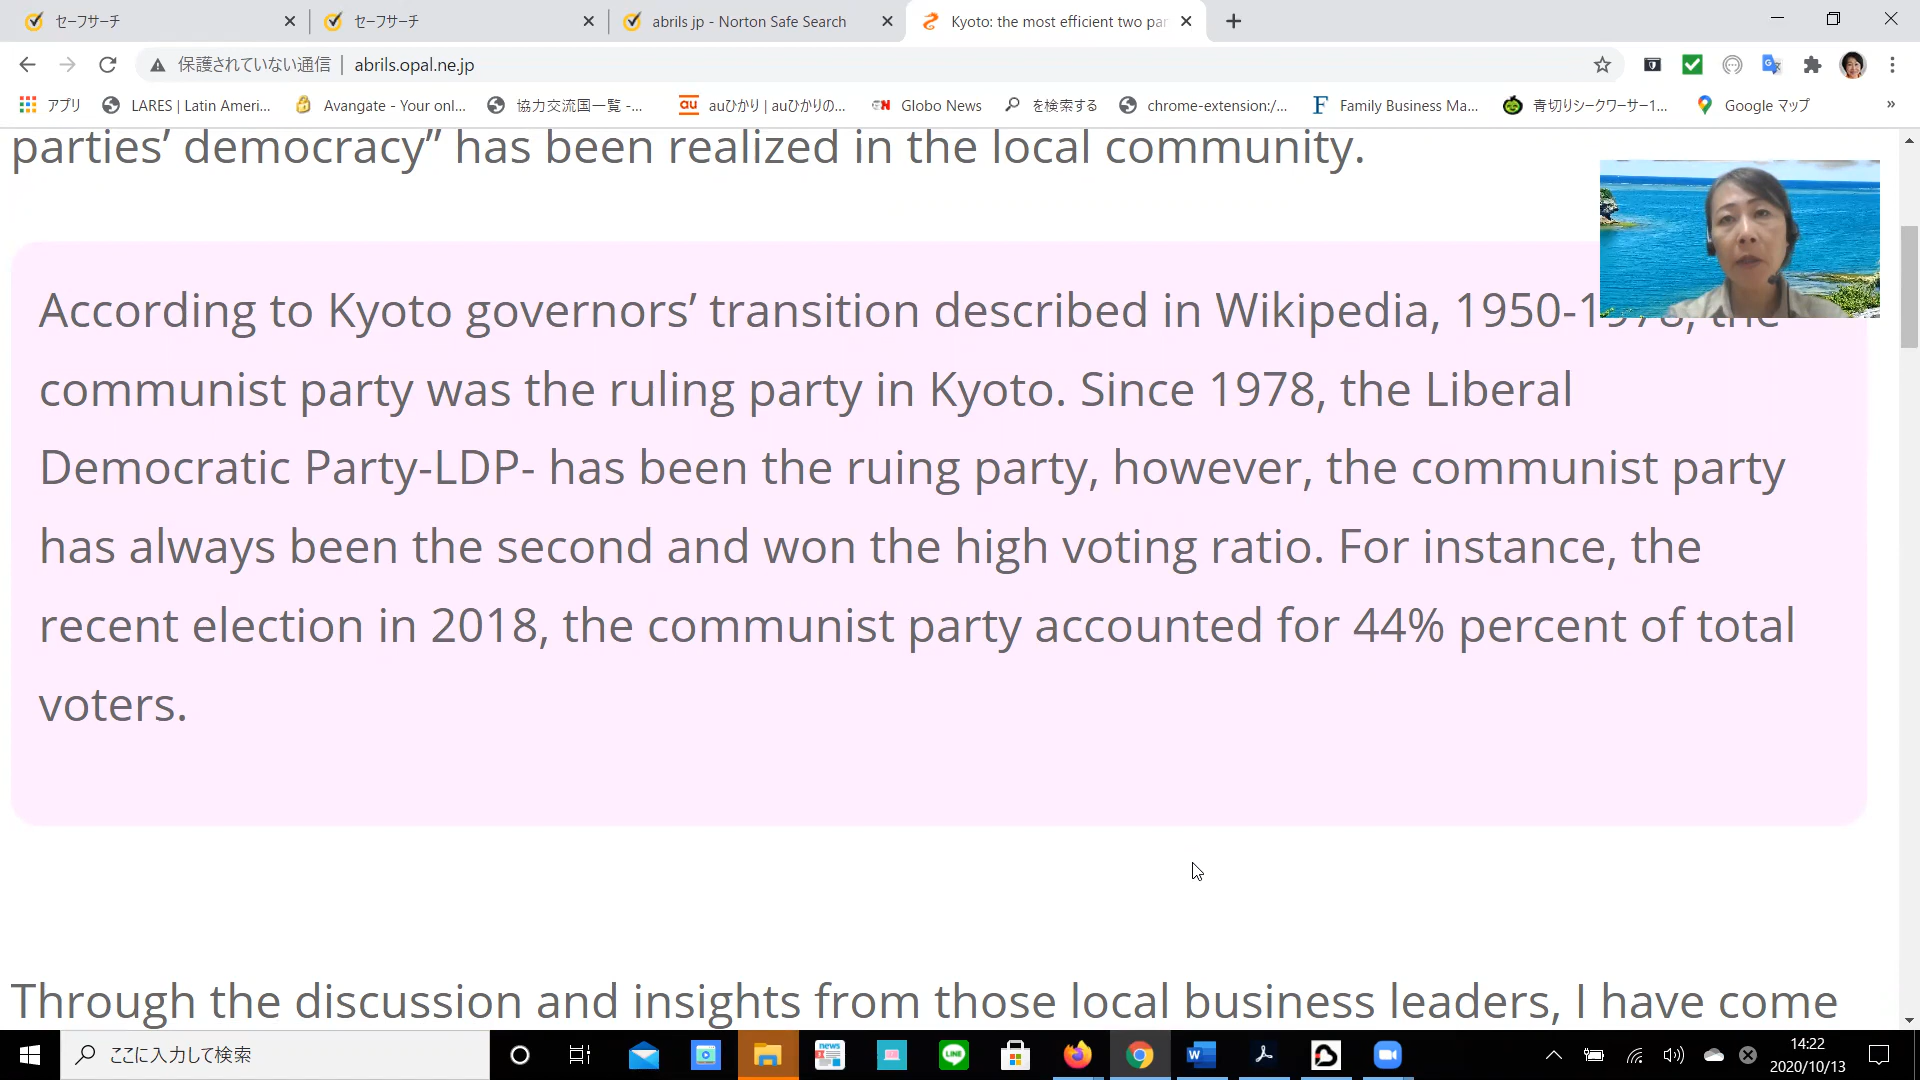 セーフサーチ
セーフサーチ
abrils jp - Norton Safe Search
Kyoto: the most efficient two par
保護されていない通信 | abrils.opal.ne.jp
アプリ
LARES | Latin Ameri...
Avangate - Your onl...
協力交流国一覧 -...
au
auひかり | auひかりの...
Globo News
を検索する
chrome-extension:/...
F
Family Business Ma...
青切りシークワーサー1...
Google マップ
»
parties’ democracy” has been realized in the local community.
According to Kyoto governors’ transition described in Wikipedia, 1950-1978, the
communist party was the ruling party in Kyoto. Since 1978, the Liberal
Democratic Party-LDP- has been the ruing party, however, the communist party
has always been the second and won the high voting ratio. For instance, the
recent election in 2018, the communist party accounted for 44% percent of total
voters.
Through the discussion and insights from those local business leaders, I have come
ここに入力して検索
news
LINE
W
14:22
2020/10/13